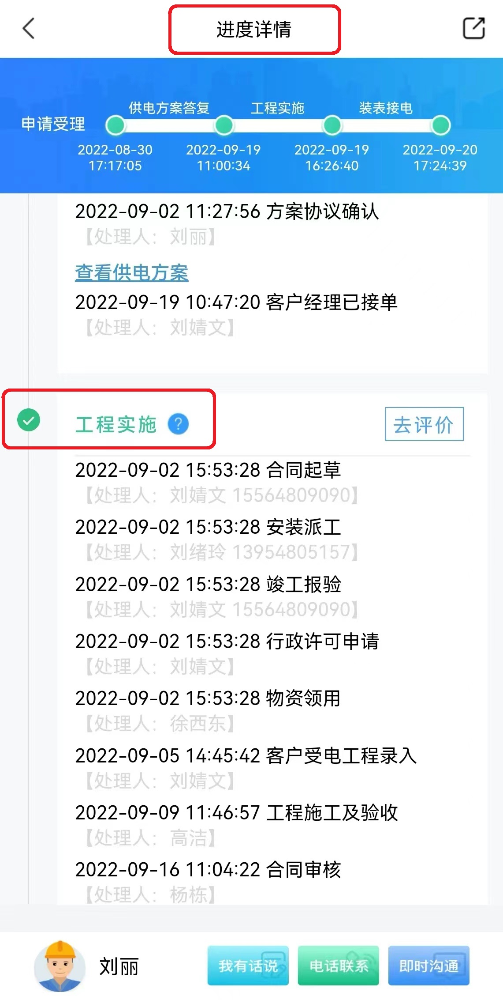 进度详情
供电方案答复 工程实施 装表接电
申请受理
2022-08-30 2022-09-19 2022-09-19 2022-09-20
17:17:05 11:00:34 16:26:40 17:24:39
2022-09-02 11:27:56 方案协议确认
【处理人：刘丽】
查看供电方案
2022-09-19 10:47:20 客户经理已接单
【处理人：刘婧文】
工程实施 ? 去评价
2022-09-02 15:53:28 合同起草
【处理人：刘婧文 15564809090】
2022-09-02 15:53:28 安装派工
【处理人：刘绪玲 13954805157】
2022-09-02 15:53:28 竣工报验
【处理人：刘婧文 15564809090】
2022-09-02 15:53:28 行政许可申请
【处理人：刘婧文】
2022-09-02 15:53:28 物资领用
【处理人：徐西东】
2022-09-05 14:45:42 客户受电工程录入
【处理人：刘婧文】
2022-09-09 11:46:57 工程施工及验收
【处理人：高洁】
2022-09-16 11:04:22 合同审核
【处理人：杨栋】
刘丽 我有话说 电话联系 即时沟通